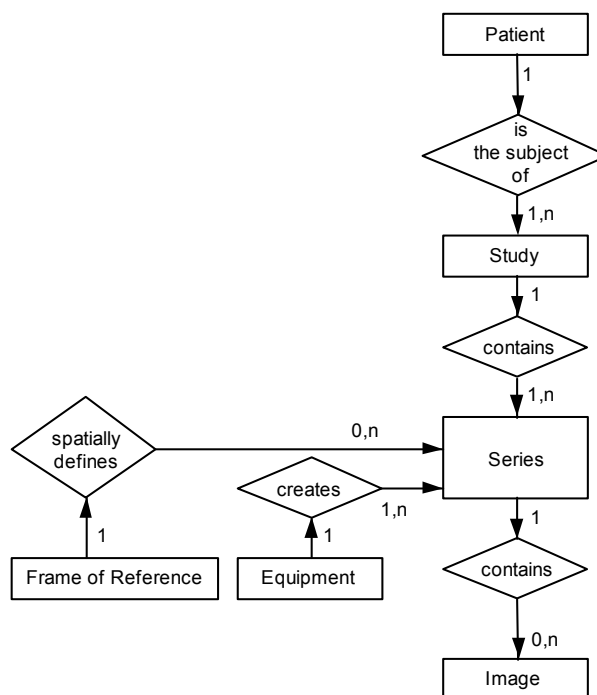 Patient
1
is
the subject
of
1,n
Study
1
contains
1,n
spatially
defines
0,n
Series
creates
1,n
1
1
1
Frame of Reference
Equipment
contains
0,n
Image